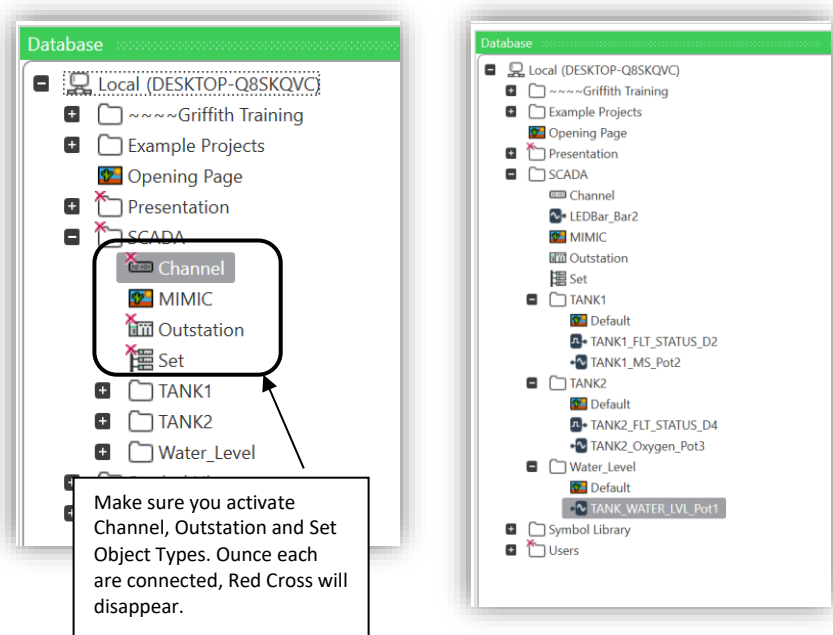 Database
Local (DESKTOP-Q8SKQVC)
~~~~Griffith Training
Example Projects
Opening Page
Presentation
SCADA
Channel
MIMIC
Outstation
Set
TANK1
TANK2
Water_Level
Make sure you activate
Channel, Outstation and Set
Object Types. Ounce each
are connected, Red Cross will
disappear.
Database
Local (DESKTOP-Q8SKQVC)
~~~~Griffith Training
Example Projects
Opening Page
Presentation
SCADA
Channel
LEDBar_Bar2
MIMIC
Outstation
Set
TANK1
Default
TANK1_FLT_STATUS_D2
TANK1_MS_Pot2
TANK2
Default
TANK2_FLT_STATUS_D4
TANK2_Oxygen_Pot3
Water_Level
Default
TANK_WATER_LVL_Pot1
Symbol Library
Users